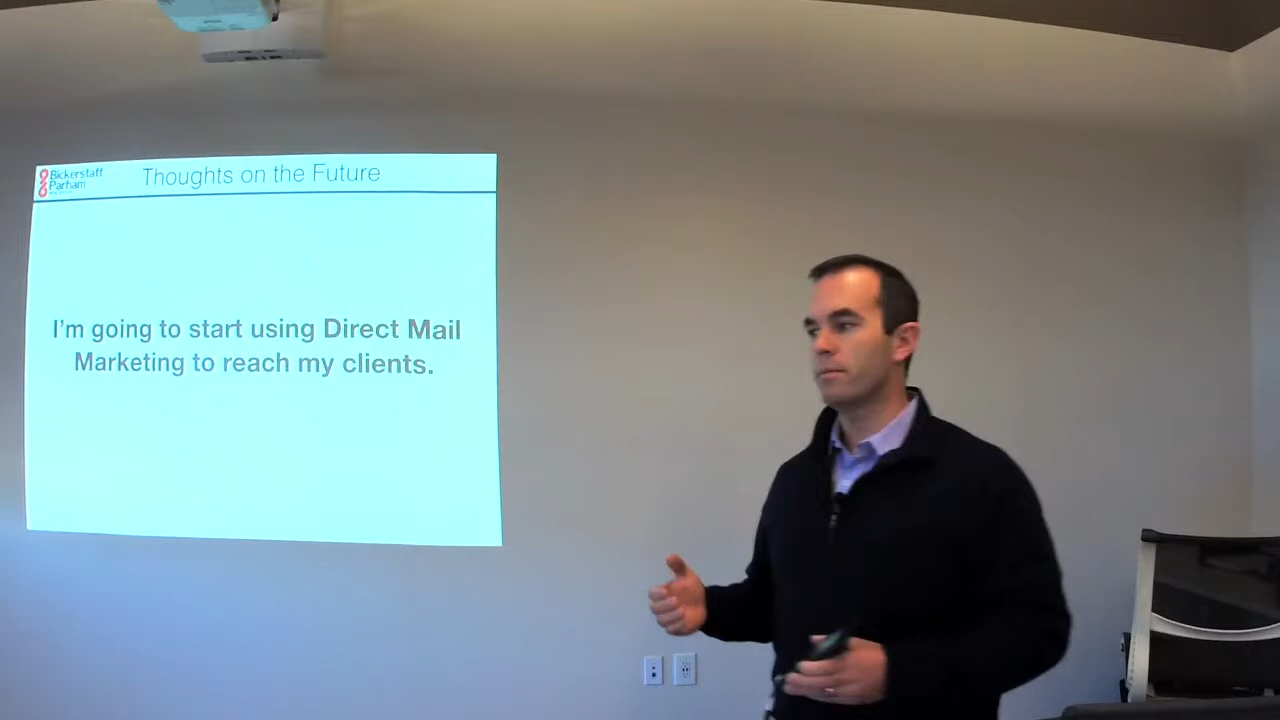 Bickerstaff
Parham
Thoughts on the Future
I'm going to start using Direct Mail
Marketing to reach my clients.